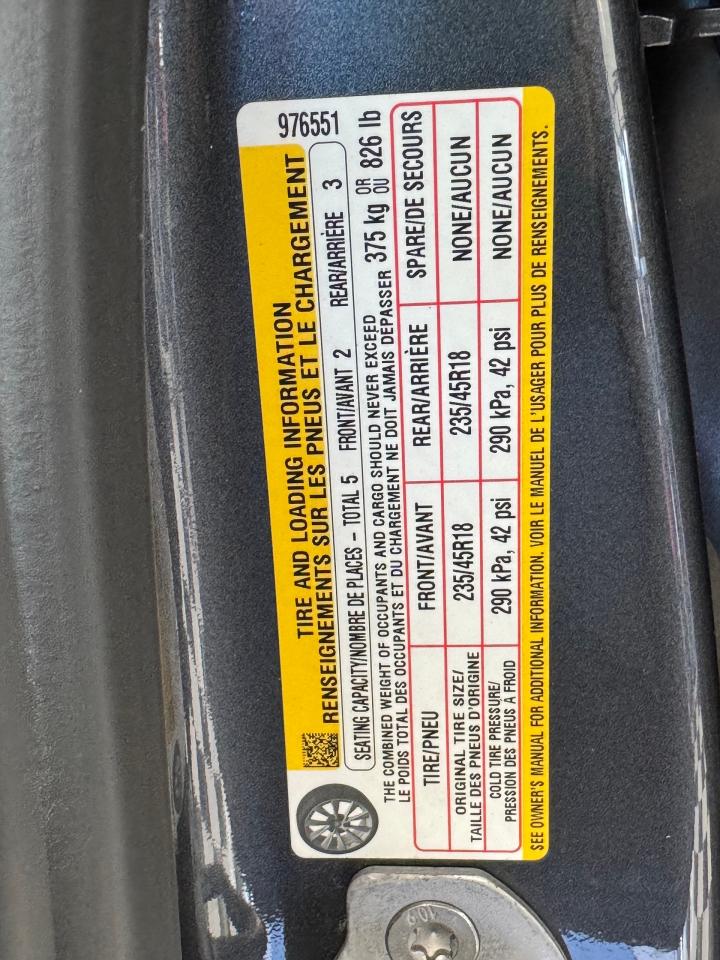 976551
TIRE AND LOADING INFORMATION
RENSEIGNEMENTS SUR LES PNEUS ET LE CHARGEMENT
SEATING CAPACITY/NOMBRE DE PLACES – TOTAL 5 FRONT/AVANT 2 REAR/ARRIÈRE 3
THE COMBINED WEIGHT OF OCCUPANTS AND CARGO SHOULD NEVER EXCEED
LE POIDS TOTAL DES OCCUPANTS ET DU CHARGEMENT NE DOIT JAMAIS DÉPASSER 375 kg OR OU 826 lb
TIRE/PNEU FRONT/AVANT REAR/ARRIÈRE SPARE/DE SECOURS
ORIGINAL TIRE SIZE/
TAILLE DES PNEUS D'ORIGINE 235/45R18 235/45R18 NONE/AUCUN
COLD TIRE PRESSURE/
PRESSION DES PNEUS A FROID 290 kPa, 42 psi 290 kPa, 42 psi NONE/AUCUN
SEE OWNER'S MANUAL FOR ADDITIONAL INFORMATION. VOIR LE MANUEL DE L'USAGER POUR PLUS DE RENSEIGNEMENTS.
10.9